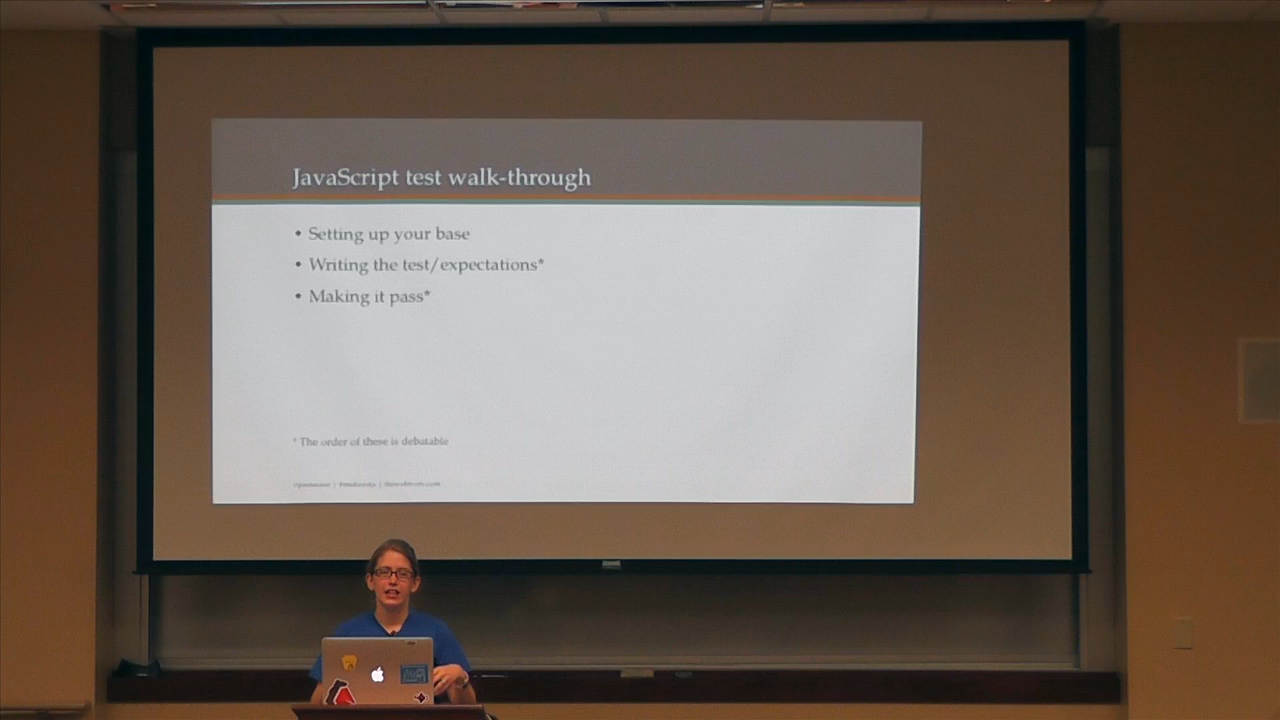 JavaScript test walk-through
• Setting up your base
• Writing the test/expectations*
• Making it pass*
* The order of these is debatable